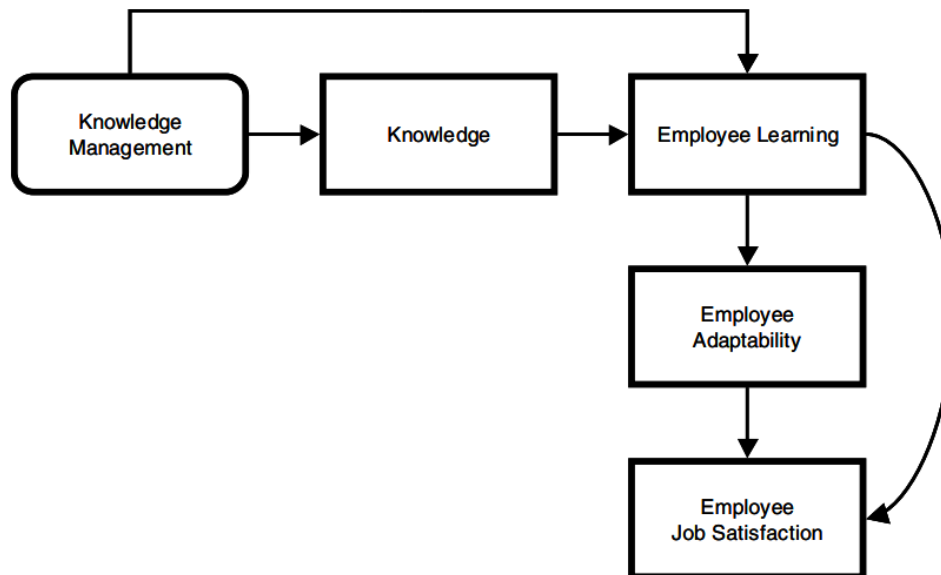 Knowledge
Management
Knowledge
Employee Learning
Employee
Adaptability
Employee
Job Satisfaction